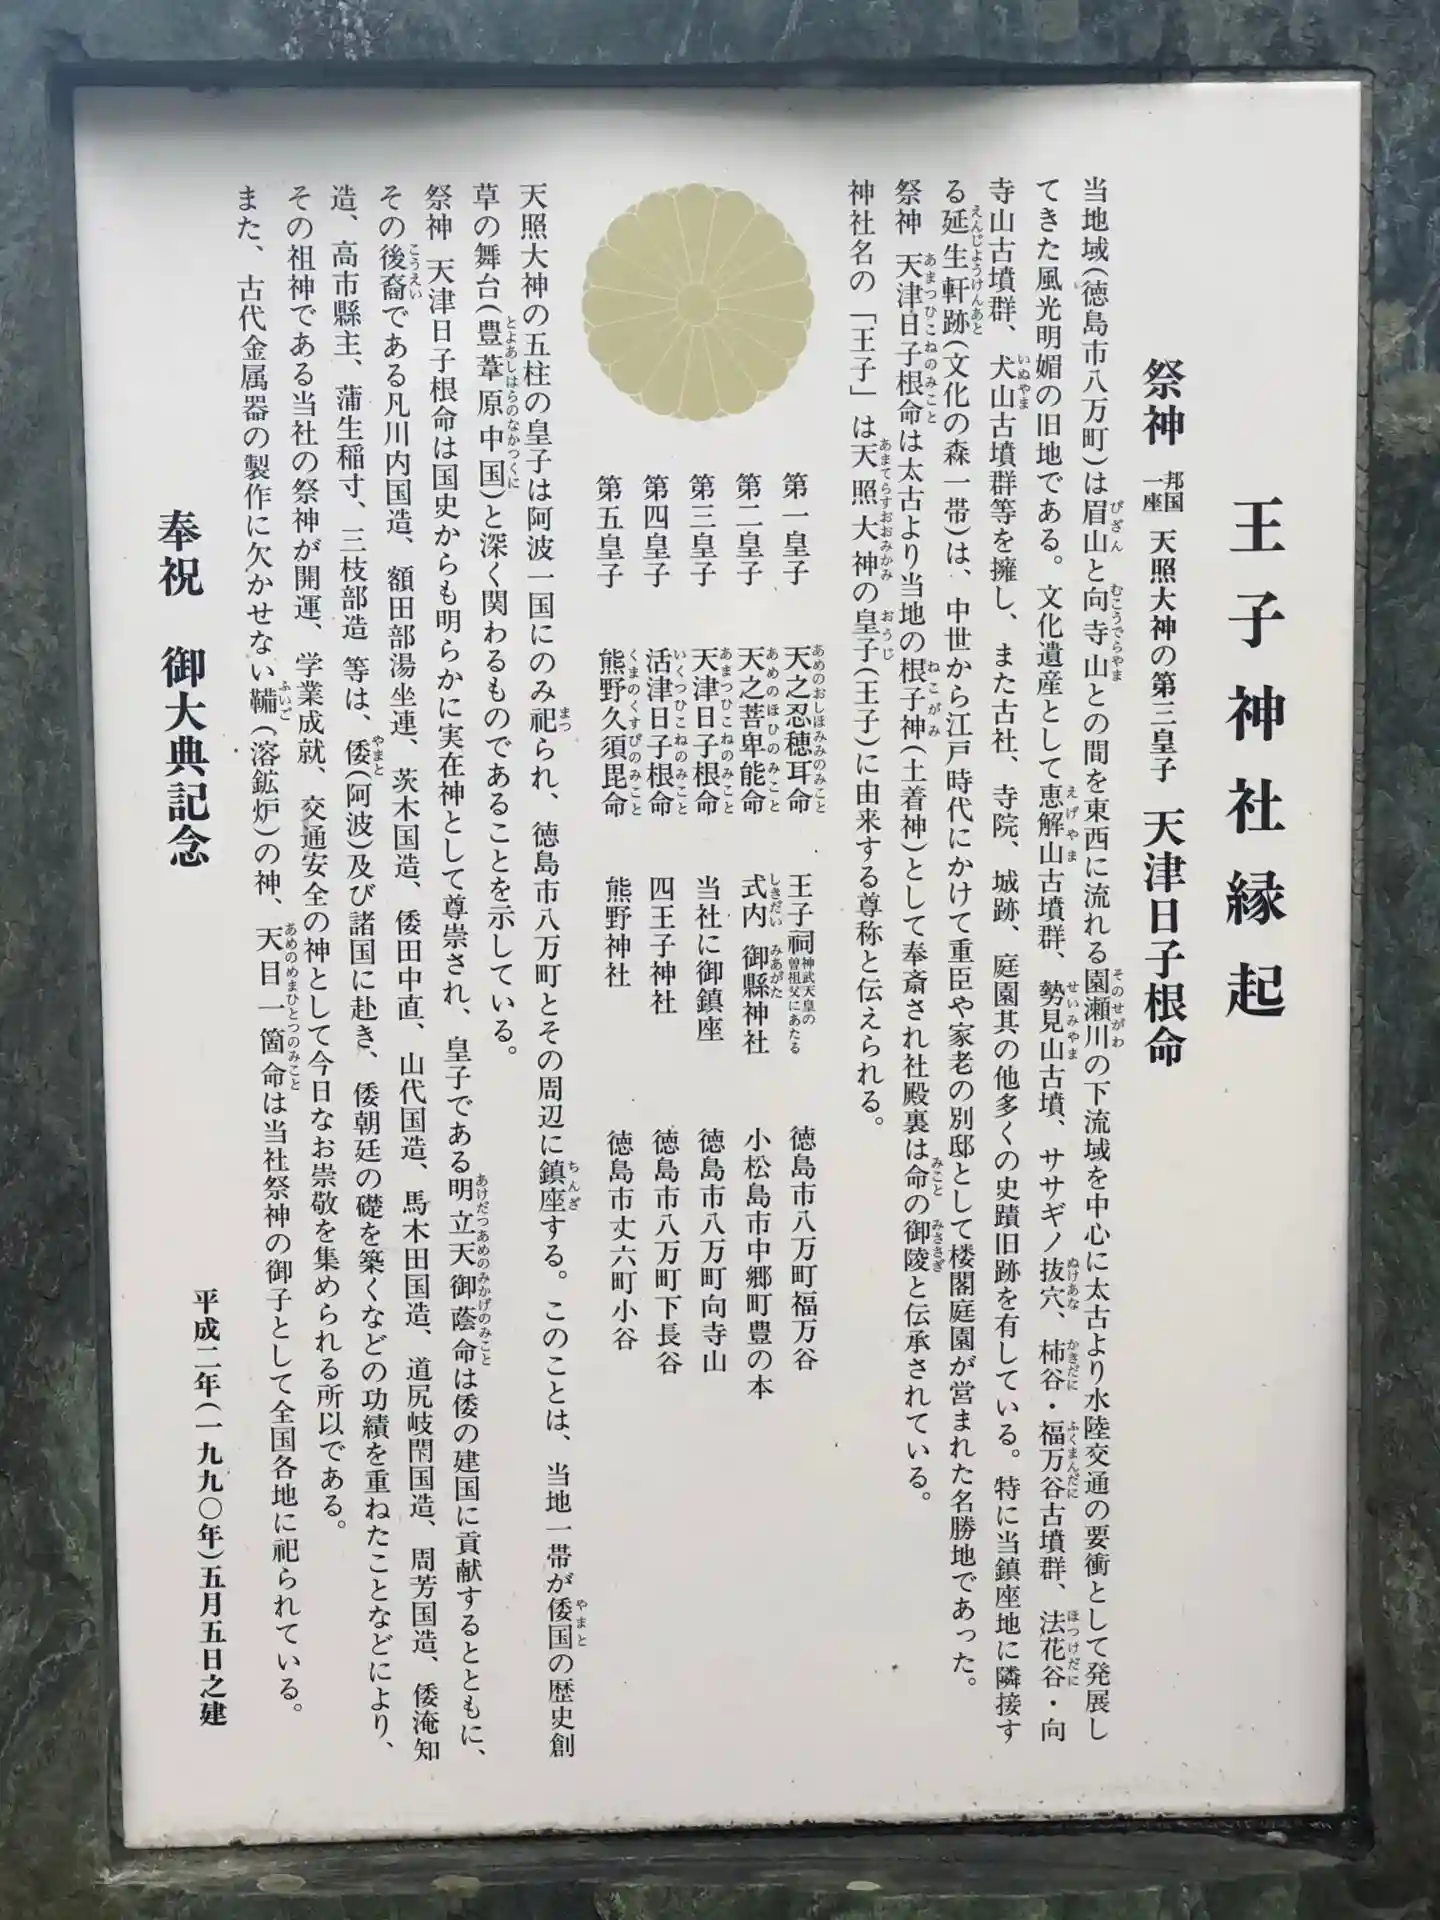 王子神社縁起
祭神 邦国一座 天照大神の第三皇子 天津日子根命
当地域(徳島市八万町)は眉山と向寺山との間を東西に流れる園瀬川の下流域を中心に太古より水陸交通の要衝として発展し
てきた風光明媚の旧地である。文化遺産として恵解山古墳群、勢見山古墳、ササギノ抜穴、柿谷・福万谷古墳群、法花谷・向
寺山古墳群、犬山古墳群等を擁し、また古社、寺院、城跡、庭園其の他多くの史蹟旧跡を有している。特に当鎮座地に隣接す
る延生軒跡(文化の森一帯)は、中世から江戸時代にかけて重臣や家老の別邸として楼閣庭園が営まれた名勝地であった。
祭神 天津日子根命は太古より当地の根子神(土着神)として奉斎され社殿裏は命の御陵と伝承されている。
神社名の「王子」は天照大神の皇子(王子)に由来する尊称と伝えられる。
第一皇子 天之忍穂耳命 王子祠 神武天皇の曽祖父にあたる 徳島市八万町福万谷
第二皇子 天之菩卑能命 式内 御縣神社 小松島市中郷町豊の本
第三皇子 天津日子根命 当社に御鎮座 徳島市八万町向寺山
第四皇子 活津日子根命 四王子神社 徳島市八万町下長谷
第五皇子 熊野久須毘命 熊野神社 徳島市丈六町小谷
天照大神の五柱の皇子は阿波一国にのみ祀られ、徳島市八万町とその周辺に鎮座する。このことは、当地一帯が倭国の歴史創
草の舞台(豊葦原中国)と深く関わるものであることを示している。
祭神 天津日子根命は国史からも明らかに実在神として尊崇され、皇子である明立天御蔭命は倭の建国に貢献するとともに、
その後裔である凡川内国造、額田部湯坐連、茨木国造、倭田中直、山代国造、馬木田国造、道尻岐閇国造、周芳国造、倭淹知
造、高市縣主、蒲生稲寸、三枝部造 等は、倭(阿波)及び諸国に赴き、倭朝廷の礎を築くなどの功績を重ねたことなどにより、
その祖神である当社の祭神が開運、学業成就、交通安全の神として今日なお崇敬を集められる所以である。
また、古代金属器の製作に欠かせない鞴(溶鉱炉)の神、天目一箇命は当社祭神の御子として全国各地に祀られている。
奉祝 御大典記念
平成二年(一九九〇年)五月五日之建